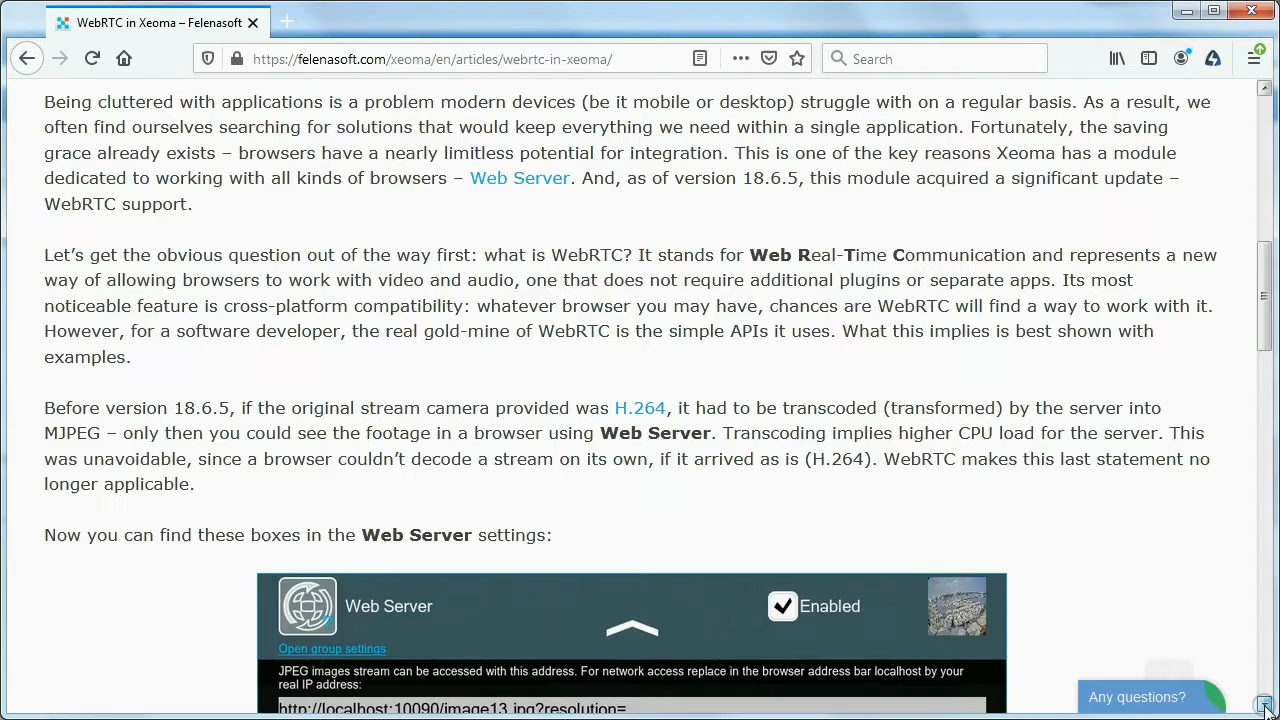 WebRTC in Xeoma – Felenasoft
https://felenasoft.com/xeoma/en/articles/webrtc-in-xeoma/
Search
Being cluttered with applications is a problem modern devices (be it mobile or desktop) struggle with on a regular basis. As a result, we
often find ourselves searching for solutions that would keep everything we need within a single application. Fortunately, the saving
grace already exists – browsers have a nearly limitless potential for integration. This is one of the key reasons Xeoma has a module
dedicated to working with all kinds of browsers – Web Server. And, as of version 18.6.5, this module acquired a significant update –
WebRTC support.
Let’s get the obvious question out of the way first: what is WebRTC? It stands for Web Real-Time Communication and represents a new
way of allowing browsers to work with video and audio, one that does not require additional plugins or separate apps. Its most
noticeable feature is cross-platform compatibility: whatever browser you may have, chances are WebRTC will find a way to work with it.
However, for a software developer, the real gold-mine of WebRTC is the simple APIs it uses. What this implies is best shown with
examples.
Before version 18.6.5, if the original stream camera provided was H.264, it had to be transcoded (transformed) by the server into
MJPEG – only then you could see the footage in a browser using Web Server. Transcoding implies higher CPU load for the server. This
was unavoidable, since a browser couldn’t decode a stream on its own, if it arrived as is (H.264). WebRTC makes this last statement no
longer applicable.
Now you can find these boxes in the Web Server settings:
Web Server
Enabled
Open group settings
JPEG images stream can be accessed with this address. For network access replace in the browser address bar localhost by your
real IP address:
http://localhost:10090/image13.jpg?resolution=
Any questions?